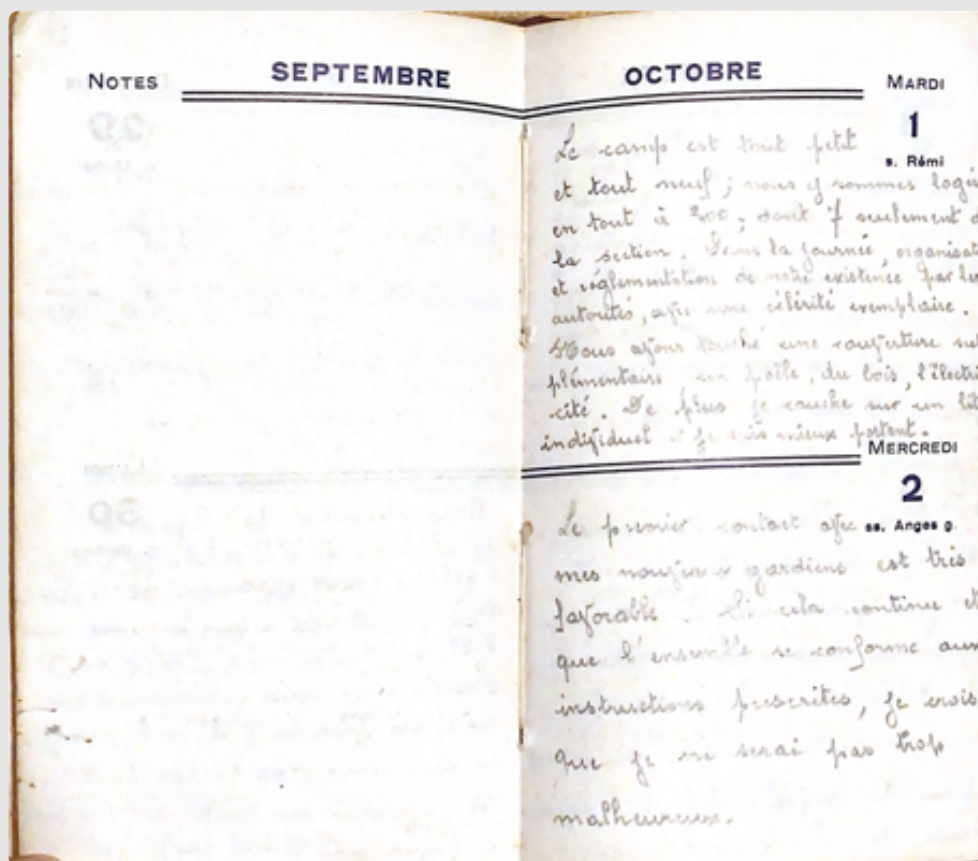 NOTES
SEPTEMBRE
OCTOBRE
MARDI
1
s. Rémi
Le camp est tout petit
et tout neuf ; nous y sommes logés
en tout à 200 ; dont 7 seulement
la section. Dans la journée, organisat
et réglementation de notre existence par les
autorités, avec une célérité exemplaire.
Nous avons touché une couverture sup
plémentaire, un poêle, du bois, l'électri
cité. De plus je couche sur un lit
individuel et je suis mieux portant.
MERCREDI
2
ss. Anges g.
Le premier contact avec
mes nouveaux gardiens est très
favorable. Si cela continue et
que l'ensemble se conforme aux
instructions prescrites, je crois
que je ne serai pas trop
malheureux.